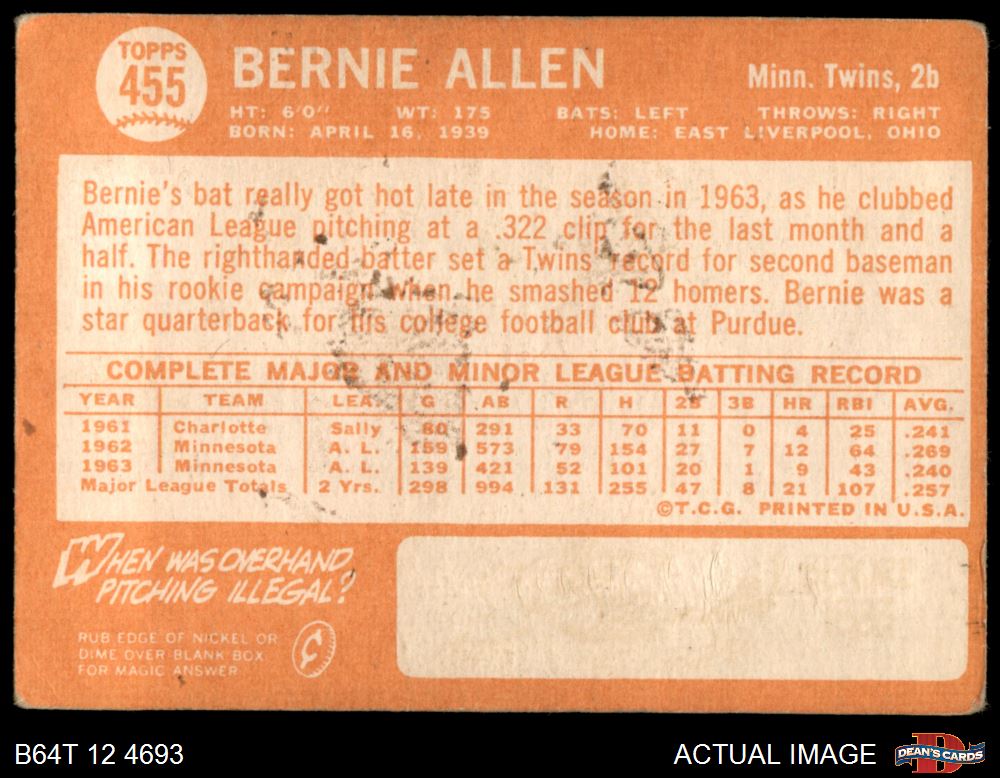 TOPPS
455
BERNIE ALLEN
Minn. Twins, 2b
HT: 6'0" WT: 175 BATS: LEFT THROWS: RIGHT
BORN: APRIL 16, 1939 HOME: EAST LIVERPOOL, OHIO
Bernie's bat really got hot late in the season in 1963, as he clubbed
American League pitching at a .322 clip for the last month and a
half. The righthanded batter set a Twins record for second baseman
in his rookie campaign when he smashed 12 homers. Bernie was a
star quarterback for his college football club at Purdue.
COMPLETE MAJOR AND MINOR LEAGUE BATTING RECORD
YEAR TEAM LEA. G AB R H 2B 3B HR RBI AVG.
1961 Charlotte Sally 80 291 33 70 11 0 4 25 .241
1962 Minnesota A. L. 159 573 79 154 27 7 12 64 .269
1963 Minnesota A. L. 139 421 52 101 20 1 9 43 .240
Major League Totals 2 Yrs. 298 994 131 255 47 8 21 107 .257
©T.C.G. PRINTED IN U.S.A.
WHEN WAS OVERHAND
PITCHING ILLEGAL?
RUB EDGE OF NICKEL OR
DIME OVER BLANK BOX
FOR MAGIC ANSWER
B64T 12 4693
ACTUAL IMAGE
DEAN'S CARDS